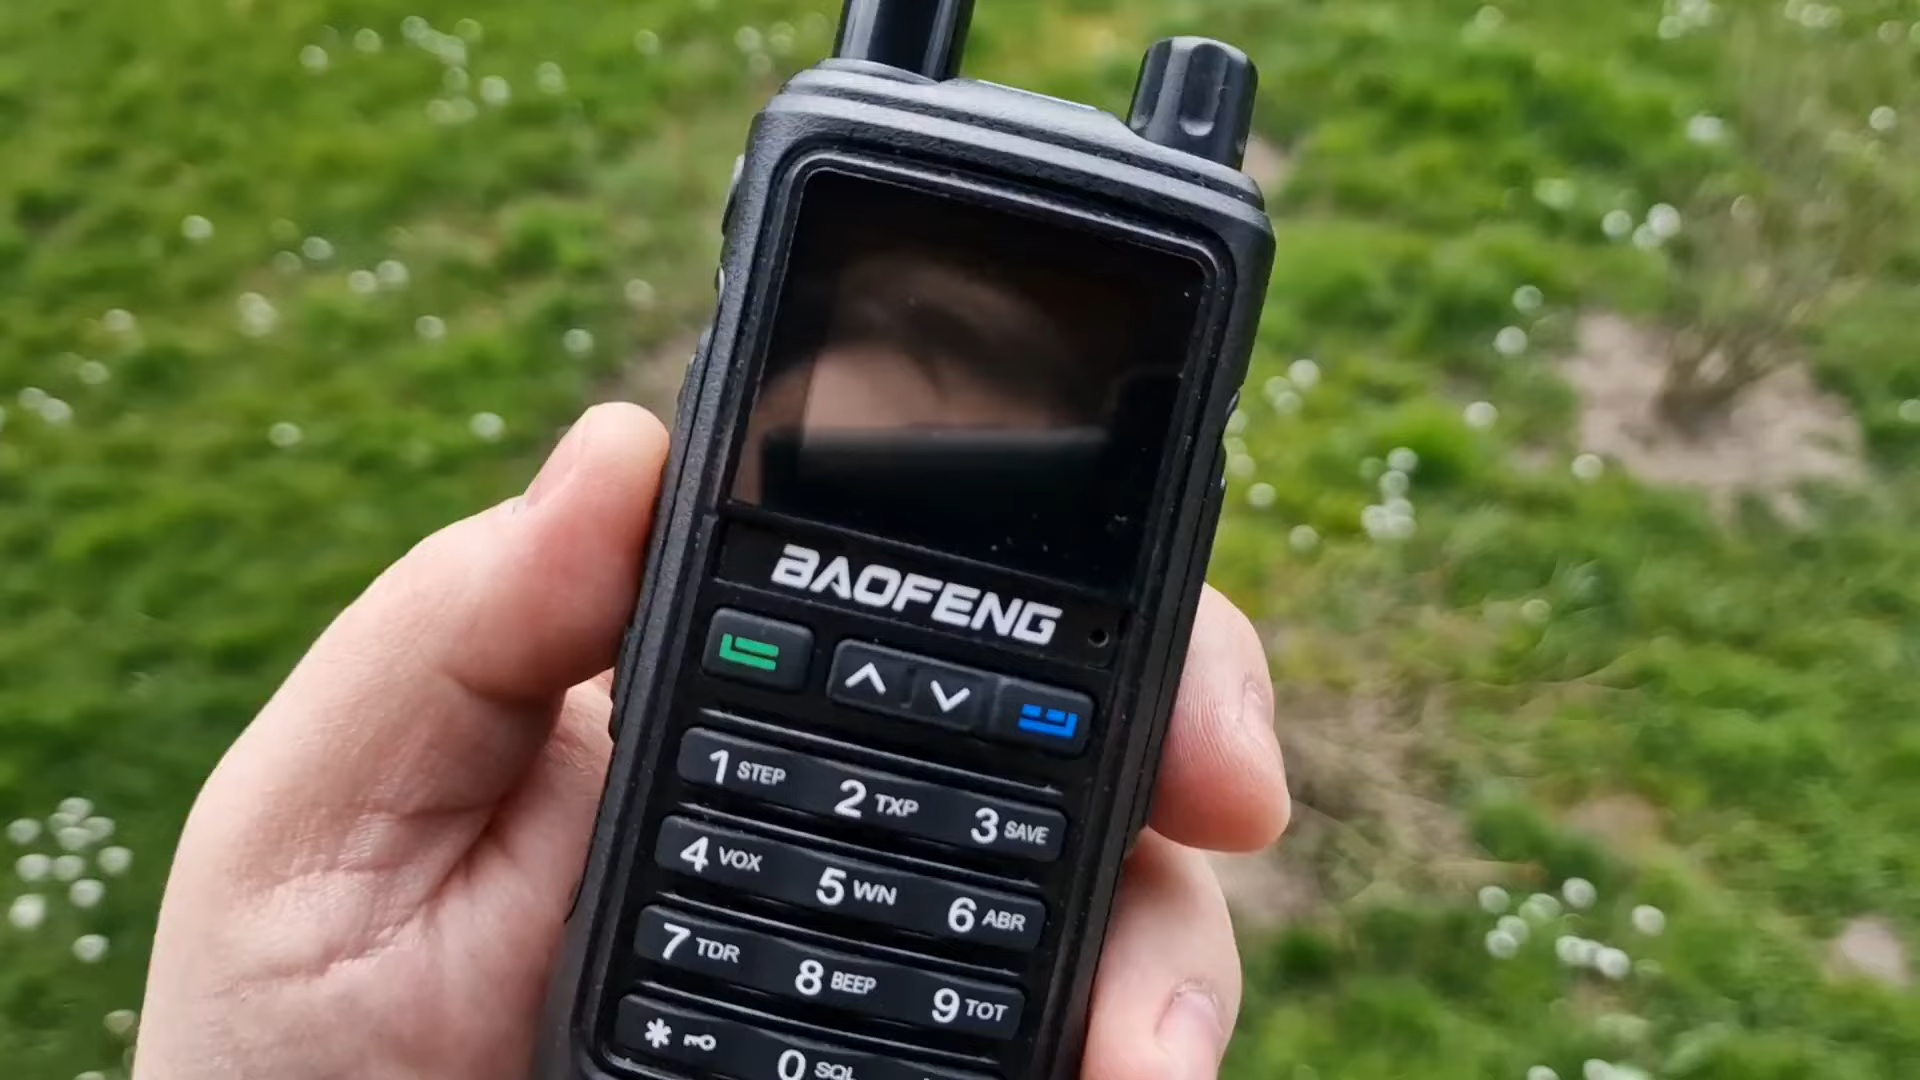 BAOFENG
1 STEP 2 TXP 3 SAVE
4 VOX 5 WN 6 ABR
7 TDR 8 BEEP 9 TOT
* 0 SQL